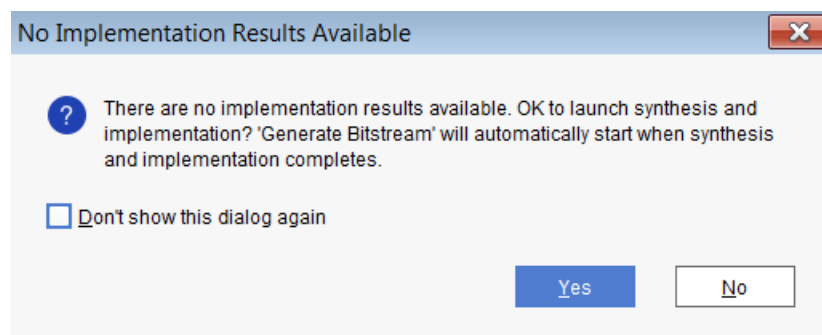 No Implementation Results Available
?
There are no implementation results available. OK to launch synthesis and
implementation? 'Generate Bitstream' will automatically start when synthesis
and implementation completes.
Don't show this dialog again
Yes No